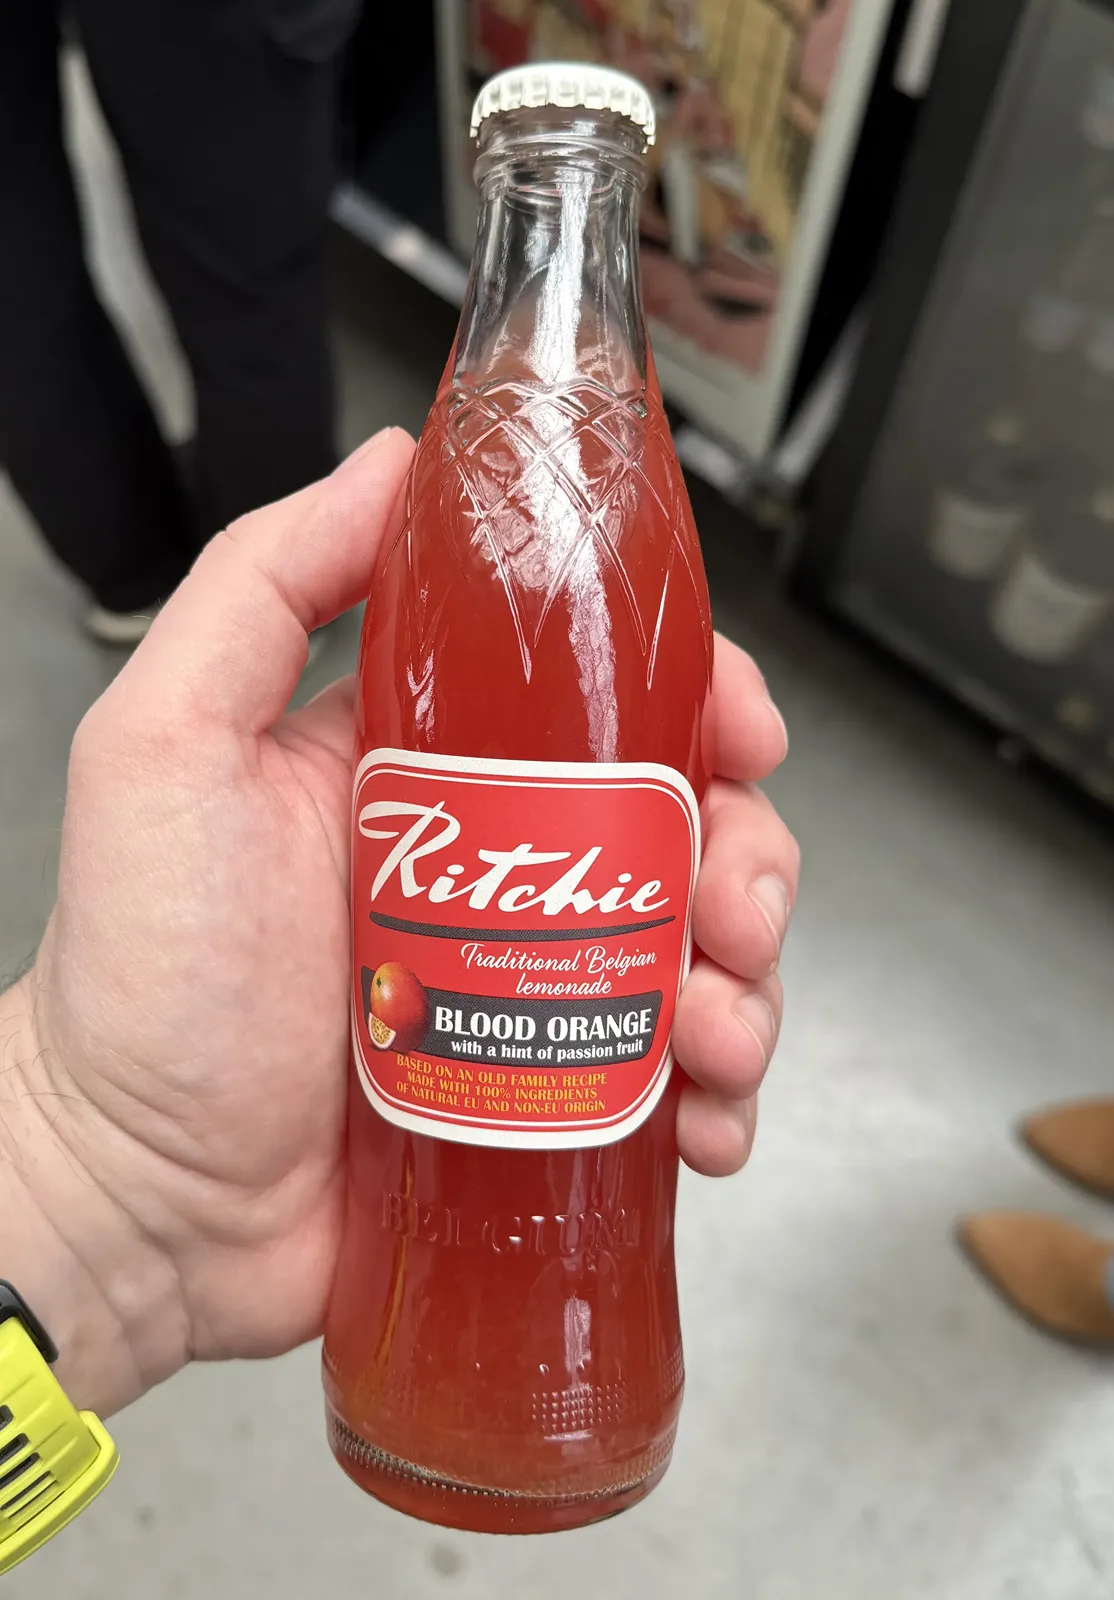 Ritchie
Traditional Belgian
lemonade
BLOOD ORANGE
with a hint of passion fruit
BASED ON AN OLD FAMILY RECIPE
MADE WITH 100% INGREDIENTS
OF NATURAL EU AND NON-EU ORIGIN
BELGIUM